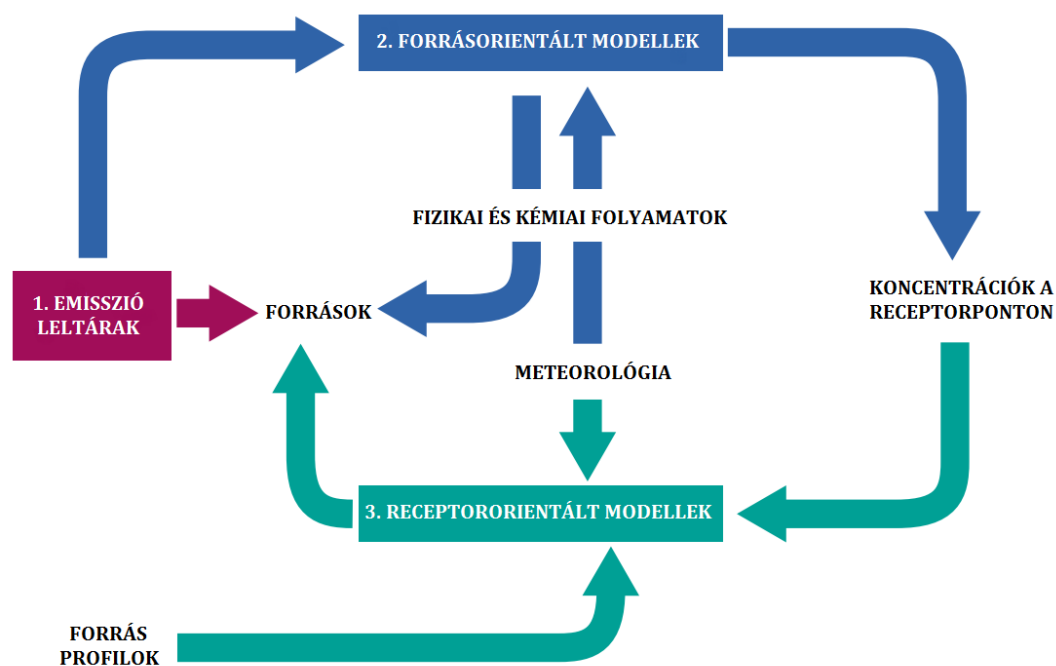 2. FORRÁSORIENTÁLT MODELLEK
FIZIKAI ÉS KÉMIAI FOLYAMATOK
1. EMISSZIÓ
LELTÁRAK
FORRÁSOK
KONCENTRÁCIÓK A
RECEPTORPONTON
METEOROLÓGIA
3. RECEPTORORIENTÁLT MODELLEK
FORRÁS
PROFILOK